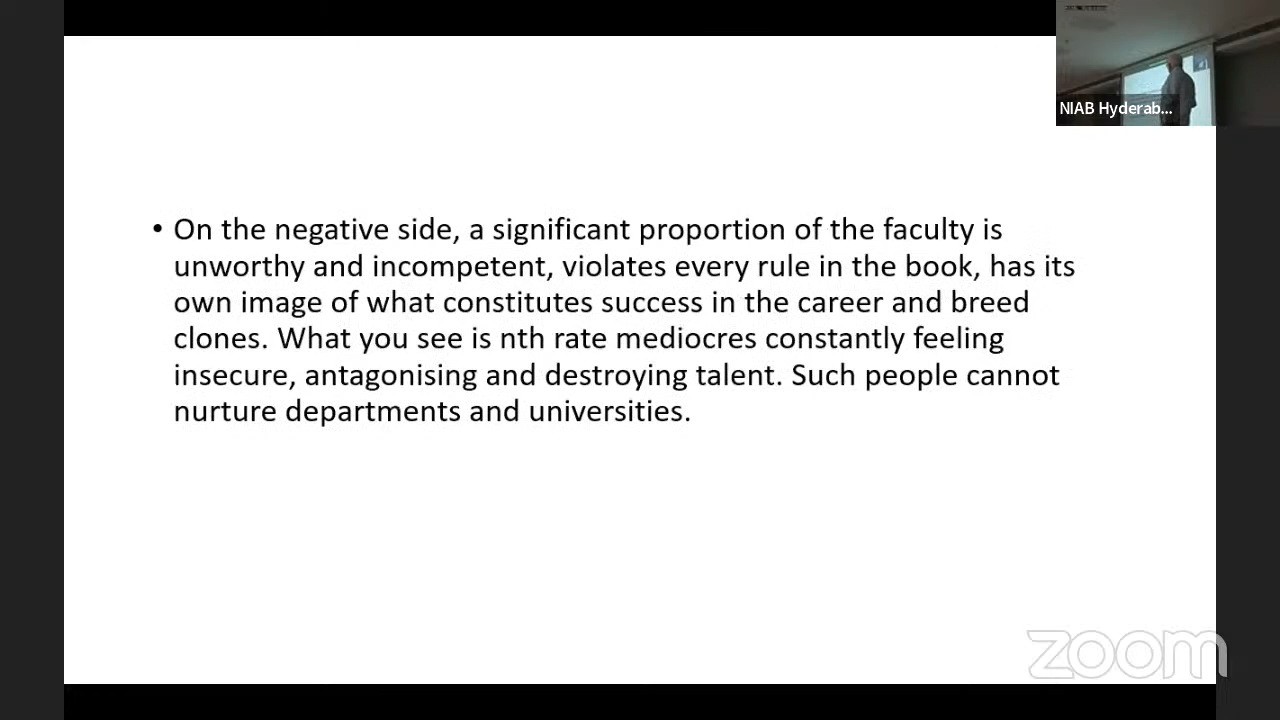 NIAB Hyderab...
• On the negative side, a significant proportion of the faculty is
unworthy and incompetent, violates every rule in the book, has its
own image of what constitutes success in the career and breed
clones. What you see is nth rate mediocres constantly feeling
insecure, antagonising and destroying talent. Such people cannot
nurture departments and universities.
zoom